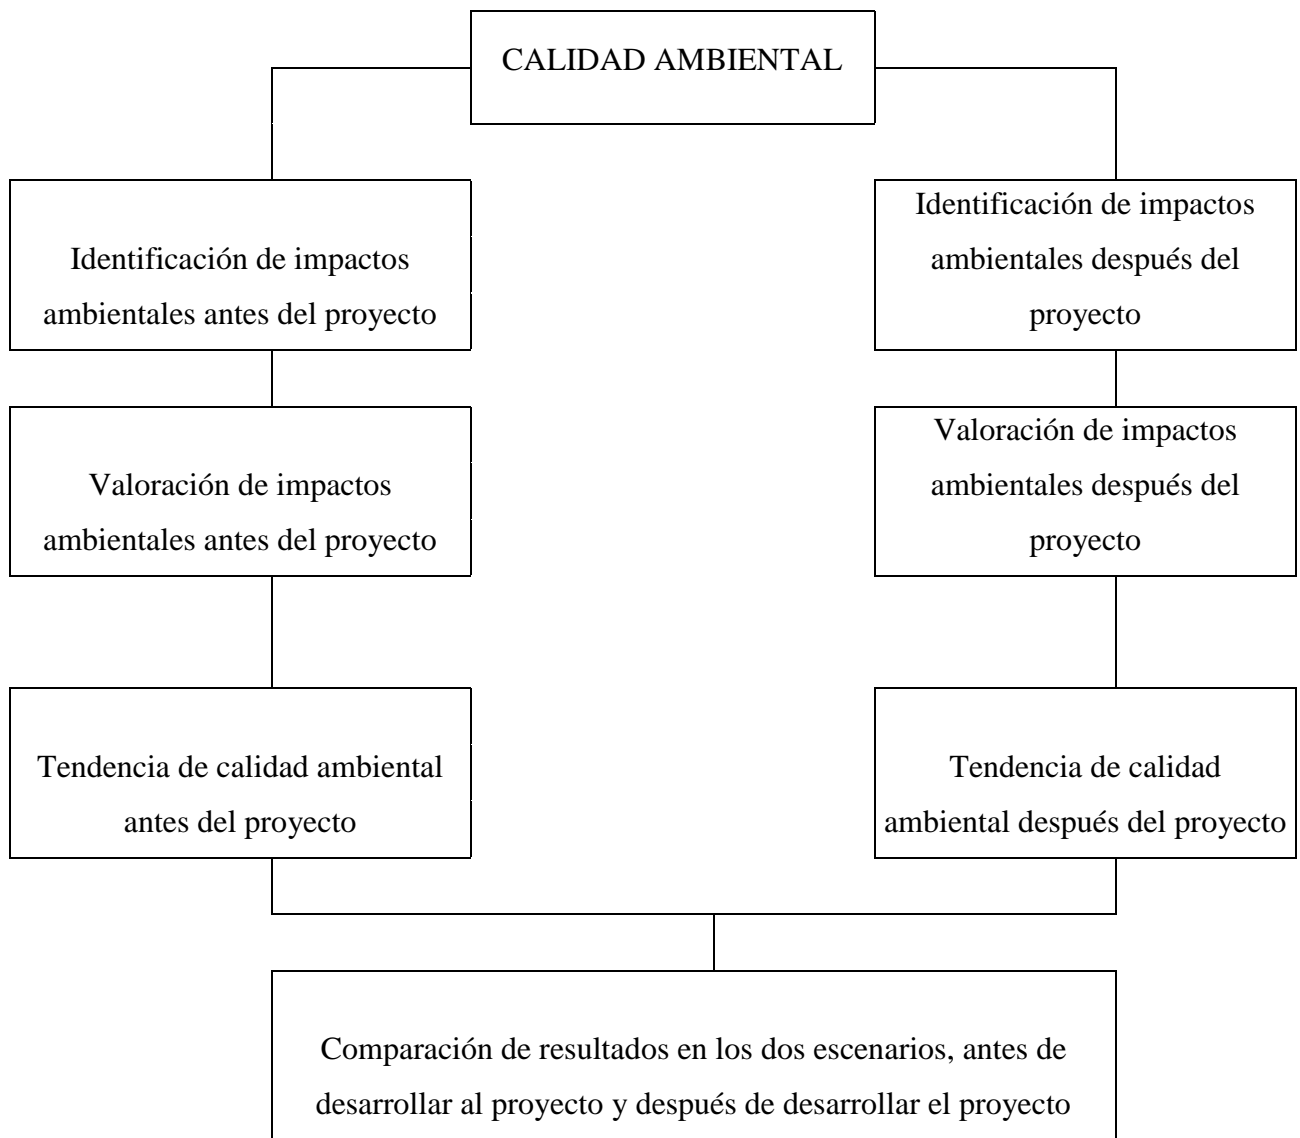 CALIDAD AMBIENTAL
Identificación de impactos
ambientales antes del proyecto
Identificación de impactos
ambientales después del
proyecto
Valoración de impactos
ambientales antes del proyecto
Valoración de impactos
ambientales después del
proyecto
Tendencia de calidad ambiental
antes del proyecto
Tendencia de calidad
ambiental después del proyecto
Comparación de resultados en los dos escenarios, antes de
desarrollar al proyecto y después de desarrollar el proyecto